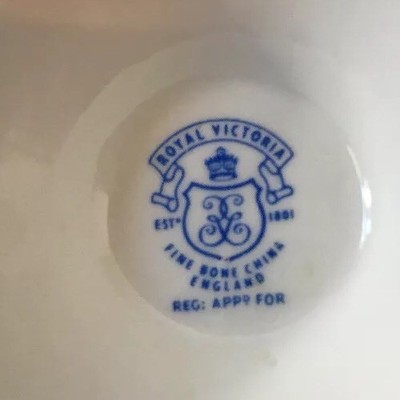 ROYAL VICTORIA
ESTD 1881
FINE BONE CHINA
ENGLAND
REG: APPD FOR